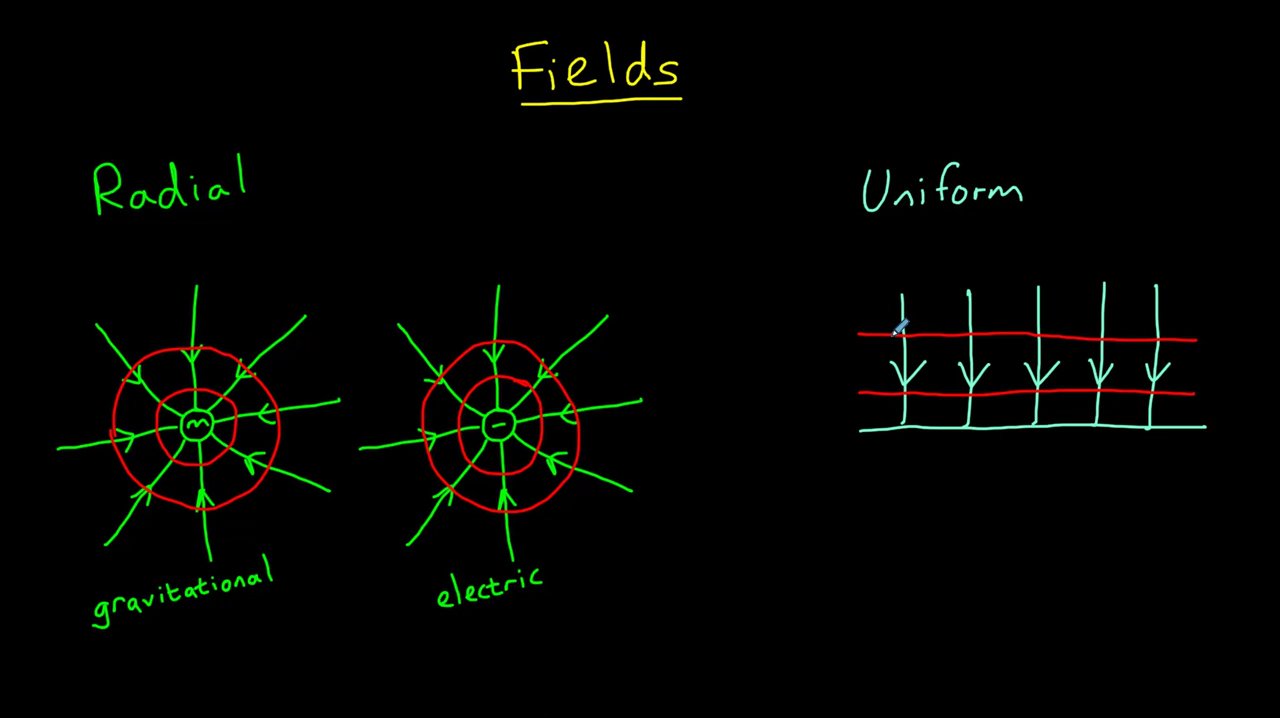 Fields
Radial
Uniform
m
-
gravitational
electric